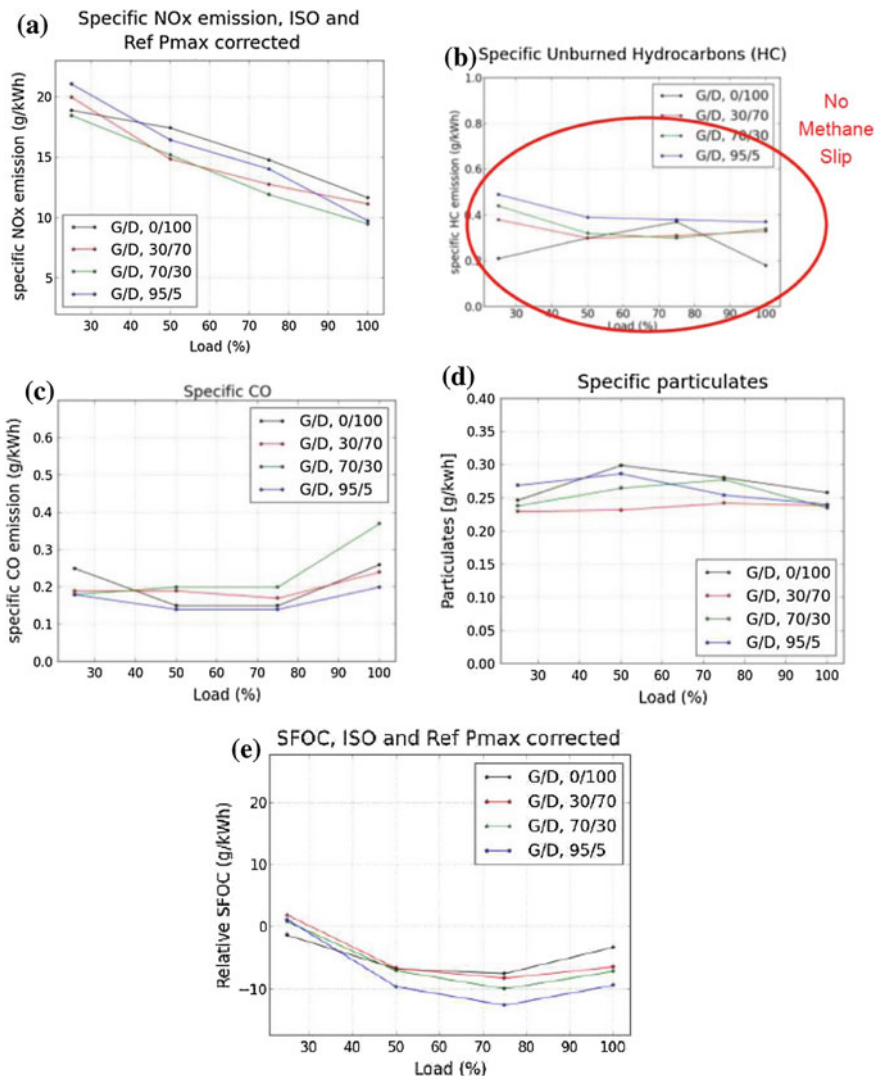 (a)
Specific NOx emission, ISO and
Ref Pmax corrected
specific NOx emission (g/kWh)
20
15
10
5
G/D, 0/100
G/D, 30/70
G/D, 70/30
G/D, 95/5
30 40 50 60 70 80 90 100
Load (%)
(b)
Specific Unburned Hydrocarbons (HC)
specific HC emission (g/kWh)
1.0
0.8
0.6
0.4
0.2
0.0
G/D, 0/100
G/D, 30/70
G/D, 70/30
G/D, 95/5
30 40 50 60 70 80 90 100
Load (%)
No
Methane
Slip
(c)
Specific CO
specific CO emission (g/kWh)
0.6
0.5
0.4
0.3
0.2
0.1
0.0
G/D, 0/100
G/D, 30/70
G/D, 70/30
G/D, 95/5
30 40 50 60 70 80 90 100
Load (%)
(d)
Specific particulates
Particulates [g/kwh]
0.40
0.35
0.30
0.25
0.20
0.15
0.10
0.05
0.00
G/D, 0/100
G/D, 30/70
G/D, 70/30
G/D, 95/5
30 40 50 60 70 80 90 100
Load (%)
(e)
SFOC, ISO and Ref Pmax corrected
Relative SFOC (g/kWh)
20
10
0
−10
G/D, 0/100
G/D, 30/70
G/D, 70/30
G/D, 95/5
30 40 50 60 70 80 90 100
Load (%)